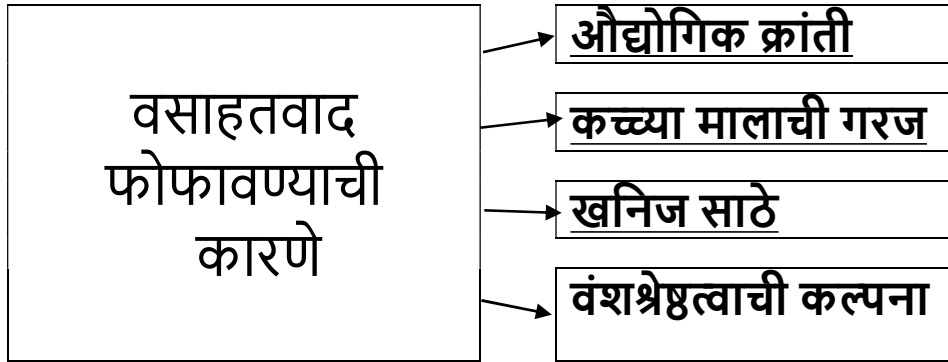 वसाहतवाद
फोफावण्याची
कारणे
औद्योगिक क्रांती
कच्च्या मालाची गरज
खनिज साठे
वंशश्रेष्ठत्वाची कल्पना